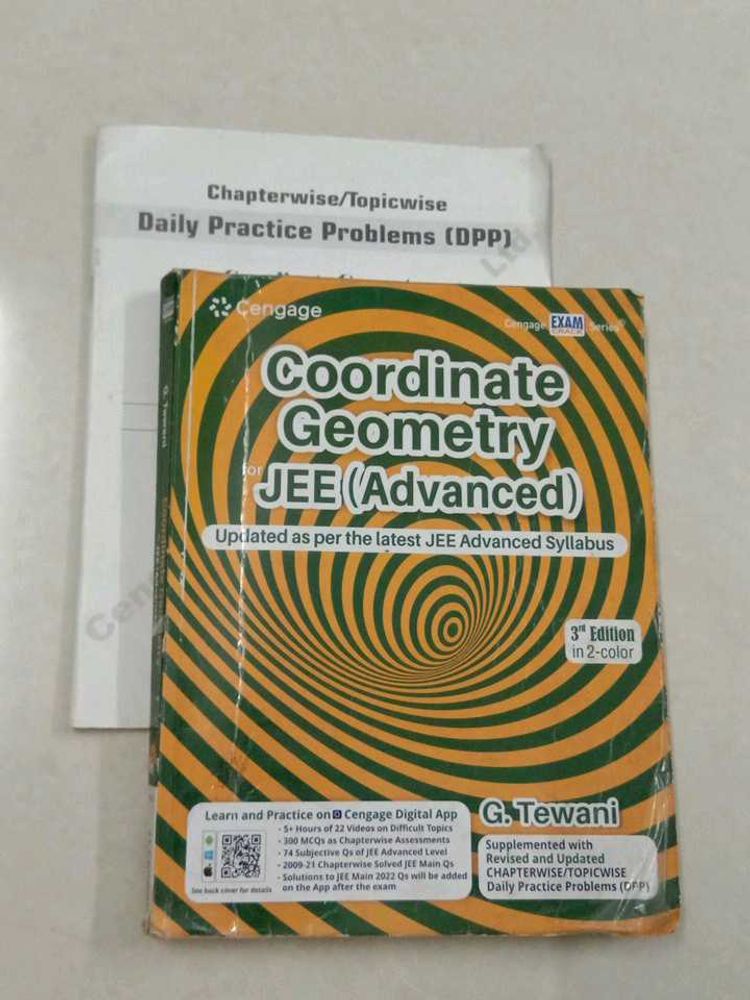 Chapterwise/Topicwise
Daily Practice Problems (DPP)
Ltd.
Cengage
Cengage EXAM CRACK Series®
Coordinate
Geometry
for
JEE (Advanced)
Updated as per the latest JEE Advanced Syllabus
3rd Edition
in 2-color
G. Tewani
G. Tewani
Learn and Practice on Cengage Digital App
- 5+ Hours of 22 Videos on Difficult Topics
- 300 MCQs as Chapterwise Assessments
- 74 Subjective Qs of JEE Advanced Level
- 2009-21 Chapterwise Solved JEE Main Qs
- Solutions to JEE Main 2022 Qs will be added
on the App after the exam
See back cover for details
Supplemented with
Revised and Updated
CHAPTERWISE/TOPICWISE
Daily Practice Problems (DPP)